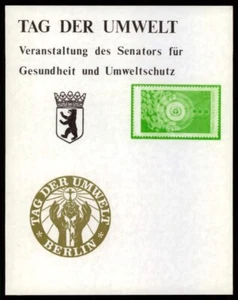 TAG DER UMWELT
Veranstaltung des Senators für
Gesundheit und Umweltschutz
TAG DER UMWELT
BERLIN